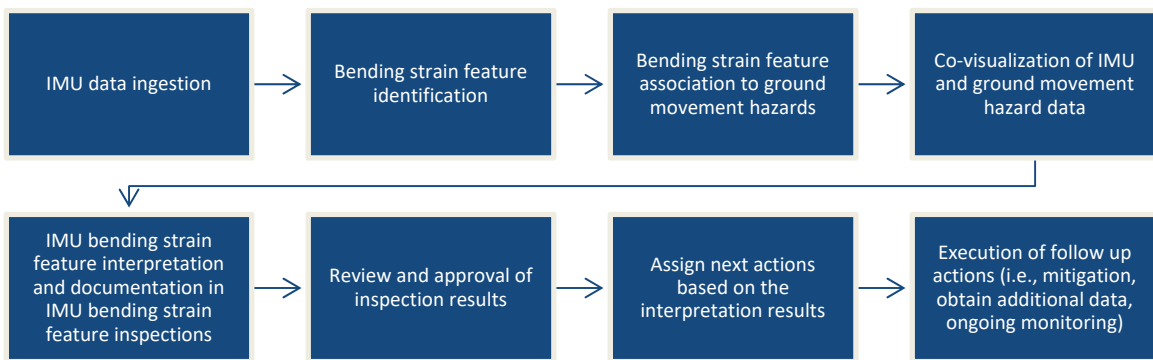 IMU data ingestion
Bending strain feature
identification
Bending strain feature
association to ground
movement hazards
Co-visualization of IMU
and ground movement
hazard data
IMU bending strain
feature interpretation
and documentation in
IMU bending strain
feature inspections
Review and approval of
inspection results
Assign next actions
based on the
interpretation results
Execution of follow up
actions (i.e., mitigation,
obtain additional data,
ongoing monitoring)